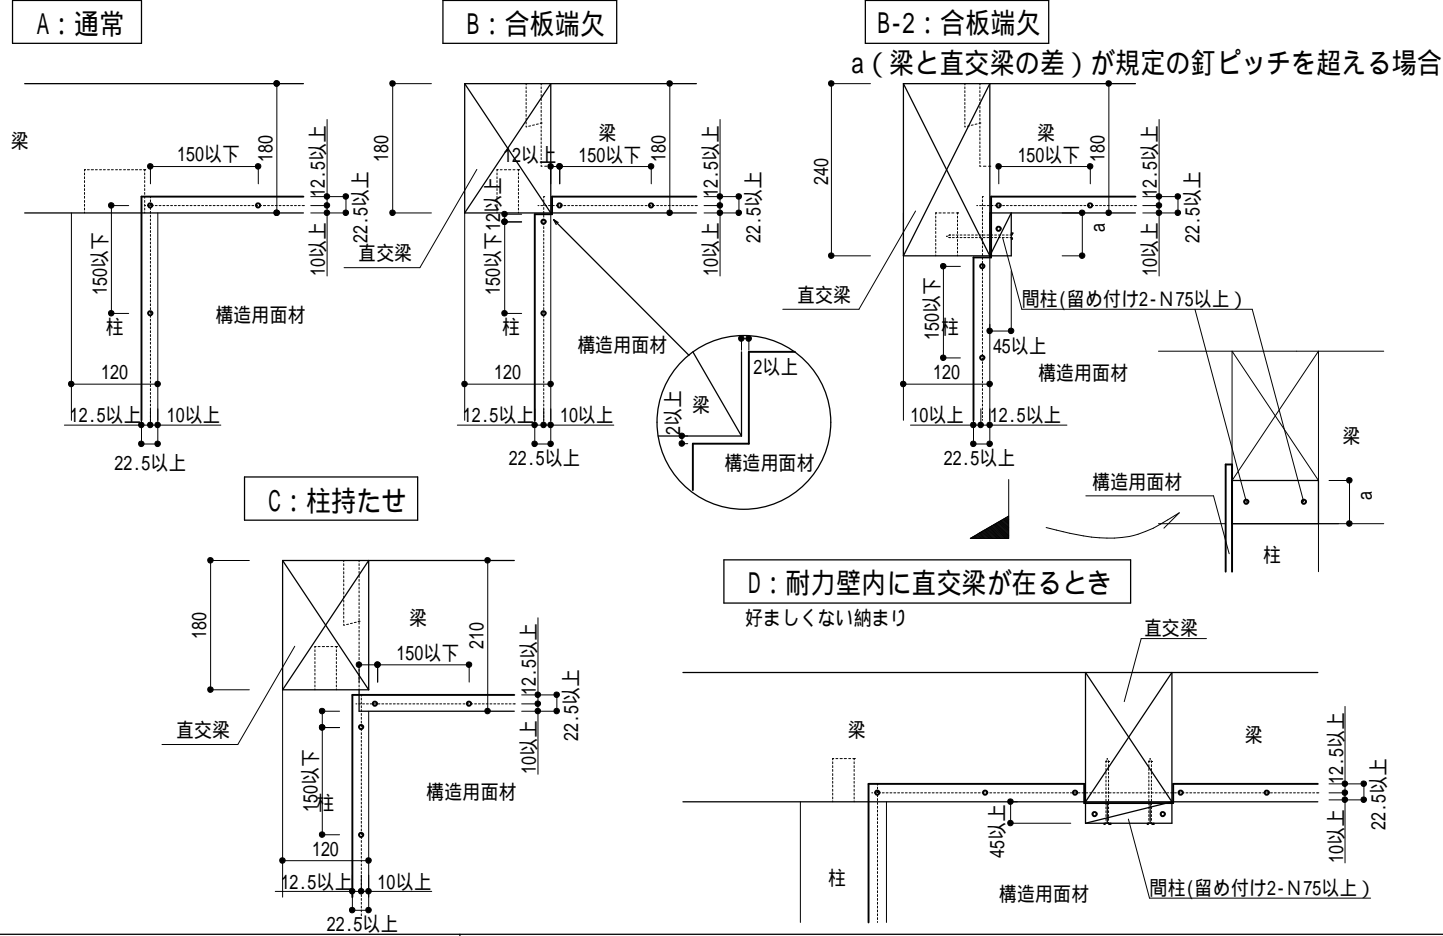 A：通常
梁
150以下
180
12.5以上
22.5以上
10以上
150以下
柱
構造用面材
120
12.5以上
10以上
22.5以上
B：合板端欠
180
梁
12以上
150以下
180
12.5以上
22.5以上
10以上
12以上
150以下
直交梁
柱
構造用面材
120
12.5以上
10以上
22.5以上
2以上
2以上
梁
構造用面材
B-2：合板端欠
a（梁と直交梁の差）が規定の釘ピッチを超える場合
240
梁
150以下
180
12.5以上
22.5以上
10以上
a
直交梁
150以下
柱
間柱(留め付け2-N75以上）
45以上
構造用面材
120
10以上
12.5以上
22.5以上
梁
構造用面材
a
柱
C：柱持たせ
180
梁
150以下
210
12.5以上
22.5以上
10以上
直交梁
150以下
柱
構造用面材
120
12.5以上
10以上
22.5以上
D：耐力壁内に直交梁が在るとき
好ましくない納まり
直交梁
梁
梁
12.5以上
22.5以上
10以上
45以上
柱
構造用面材
間柱(留め付け2-N75以上）